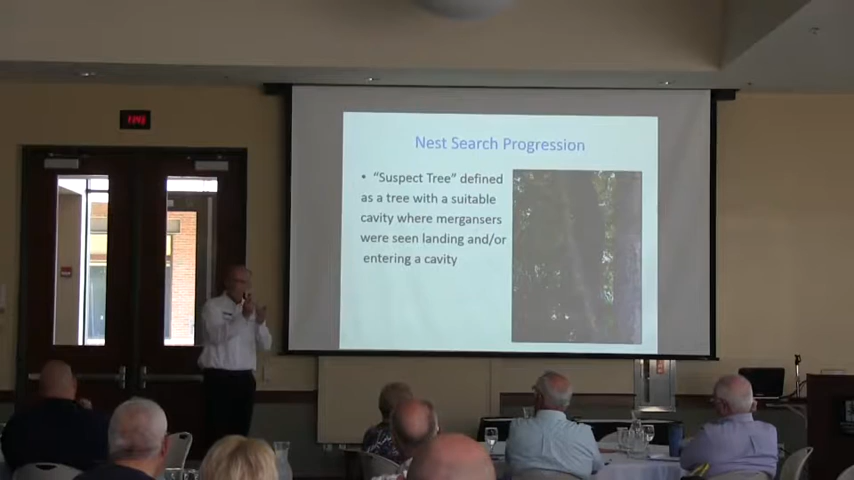 Nest Search Progression
• “Suspect Tree” defined
as a tree with a suitable
cavity where mergansers
were seen landing and/or
entering a cavity